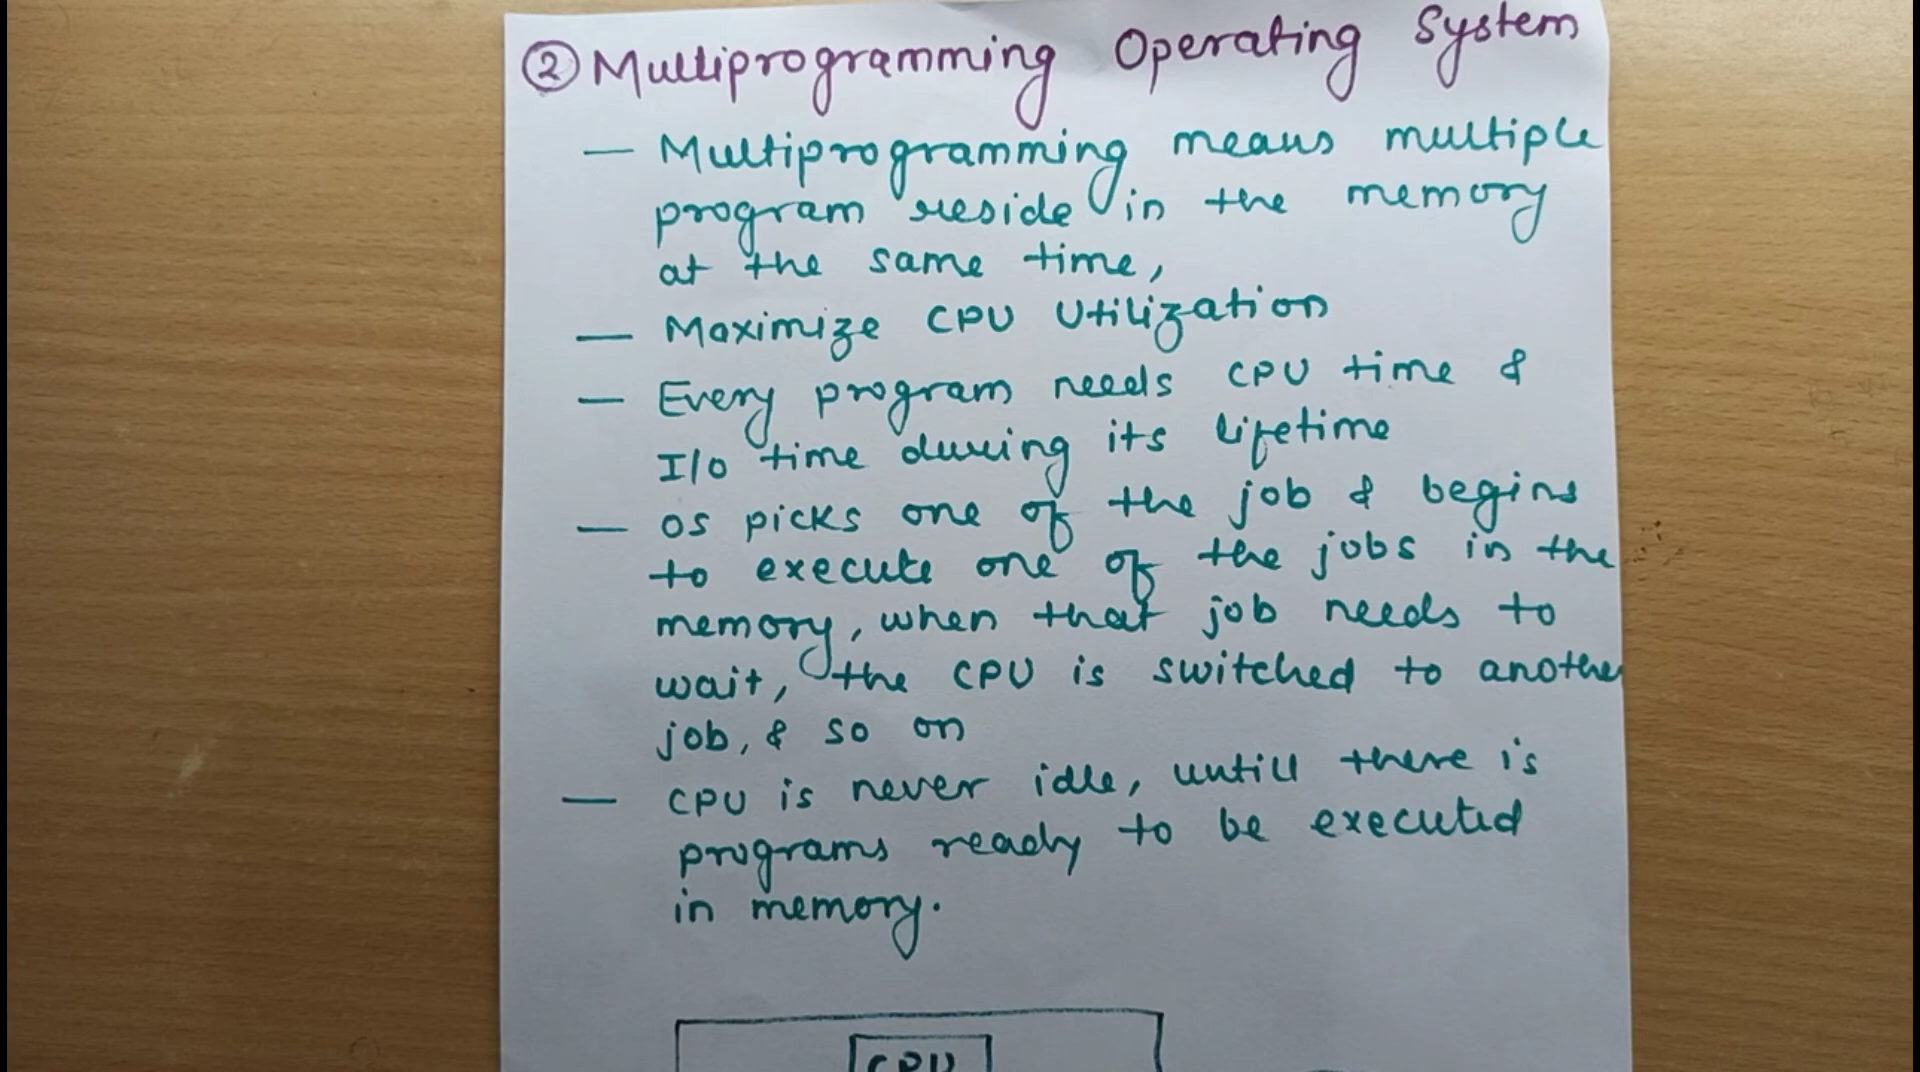 ② Multiprogramming Operating System
— Multiprogramming means multiple
program reside in the memory
at the same time,
— Maximize CPU Utilization
— Every program needs CPU time &
I/O time during its lifetime
— OS picks one of the job & begins
to execute one of the jobs in the
memory, when that job needs to
wait, the CPU is switched to another
job, & so on
— CPU is never idle, untill there is
programs ready to be executed
in memory.
CPU